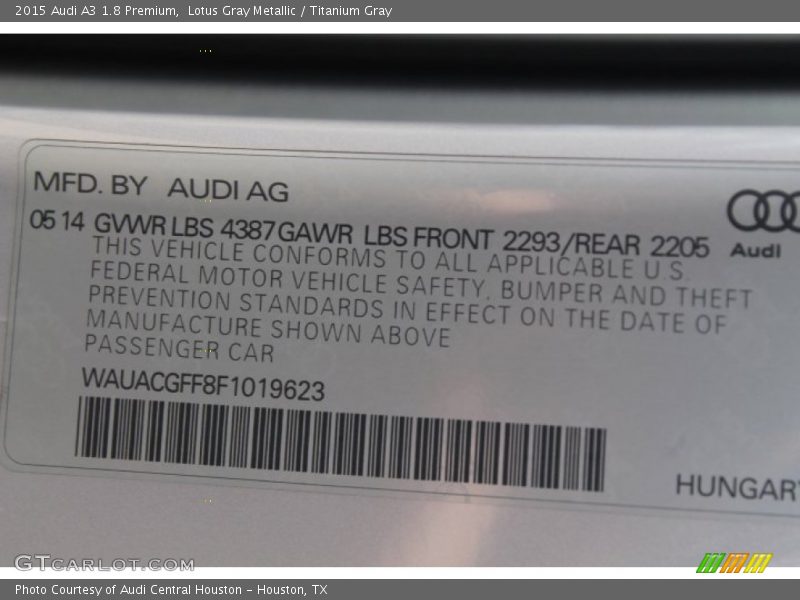 2015 Audi A3 1.8 Premium, Lotus Gray Metallic / Titanium Gray
MFD. BY AUDI AG
05 14 GVWR LBS 4387 GAWR LBS FRONT 2293/REAR 2205
Audi
THIS VEHICLE CONFORMS TO ALL APPLICABLE U.S.
FEDERAL MOTOR VEHICLE SAFETY, BUMPER AND THEFT
PREVENTION STANDARDS IN EFFECT ON THE DATE OF
MANUFACTURE SHOWN ABOVE
PASSENGER CAR
WAUACGFF8F1019623
HUNGARY
GTCARLOT.COM
Photo Courtesy of Audi Central Houston - Houston, TX